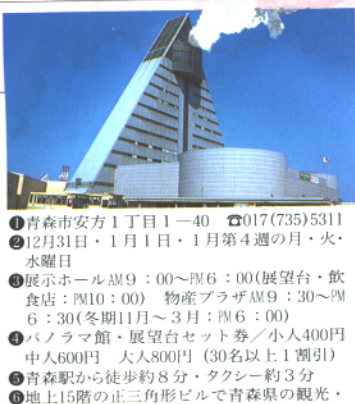 ❶青森市安方1丁目1―40　☎017(735)5311
❷12月31日・1月1日・1月第4週の月・火・
水曜日
❸展示ホールAM9：00～PM6：00(展望台・飲
食店：PM10：00)　物産プラザAM9：30～PM
6：30(冬期11月～3月：PM6：00)
❹パノラマ館・展望台セット券／小人400円
中人600円　大人800円 (30名以上1割引)
❺青森駅から徒歩約8分・タクシー約3分
❻地上15階の正三角形ビルで青森県の観光・